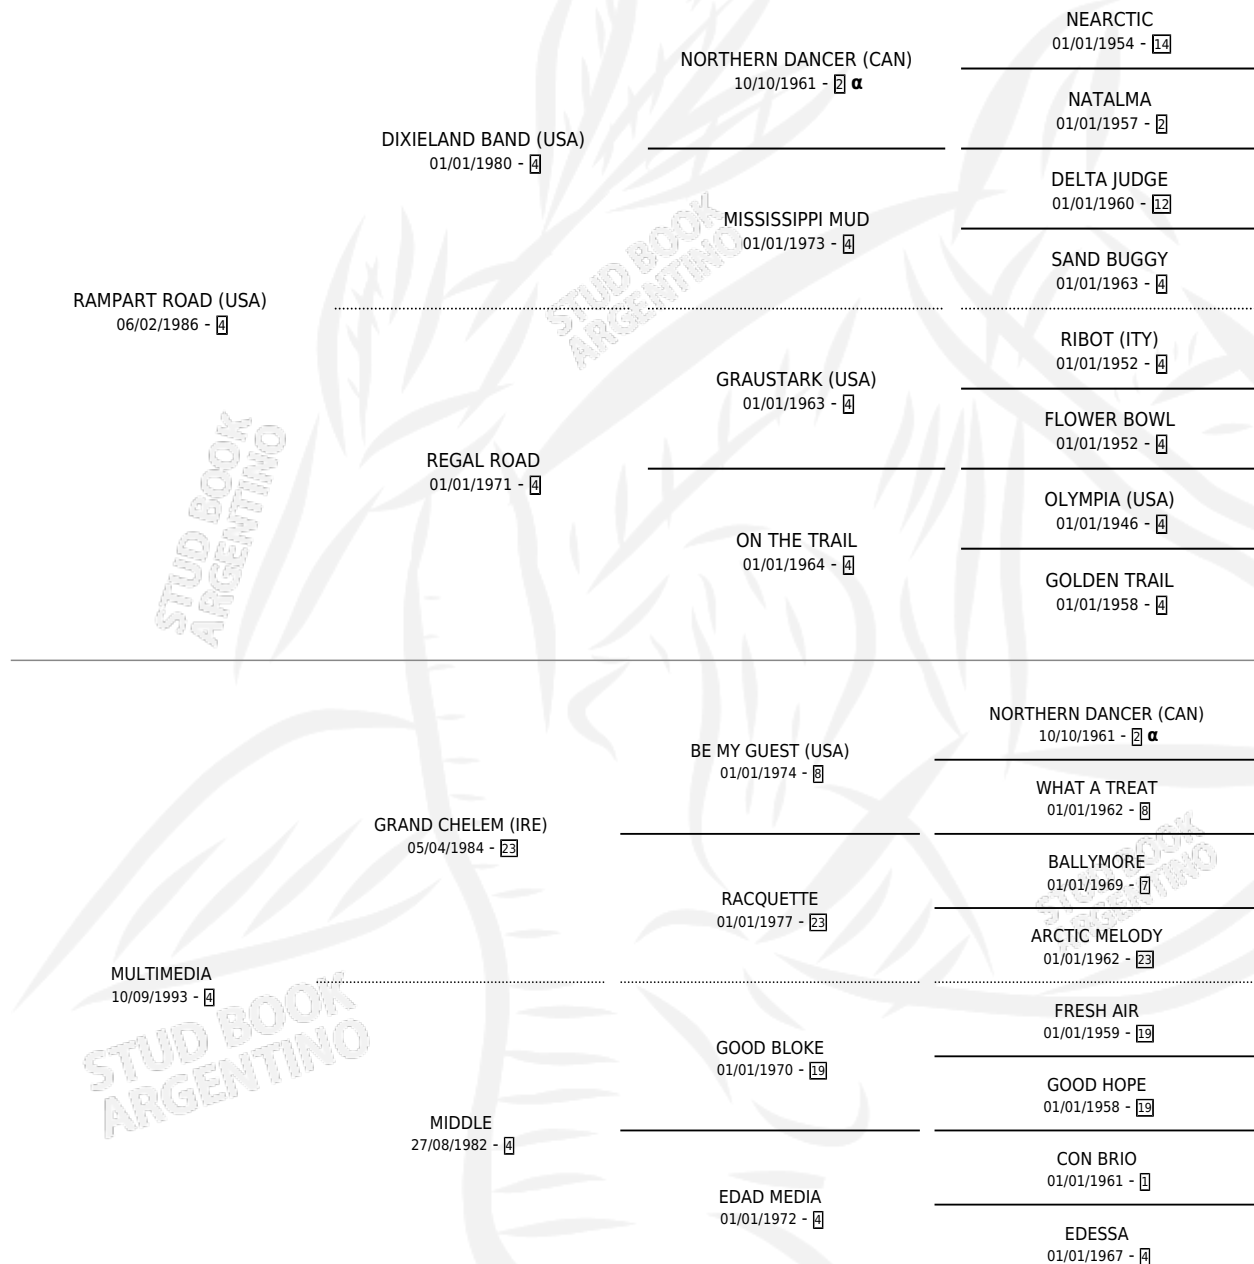 NEARCTIC
01/01/1954 - 14
NORTHERN DANCER (CAN)
10/10/1961 - 2 α
NATALMA
01/01/1957 - 2
DIXIELAND BAND (USA)
01/01/1980 - 4
DELTA JUDGE
01/01/1960 - 12
MISSISSIPPI MUD
01/01/1973 - 4
SAND BUGGY
01/01/1963 - 4
RAMPART ROAD (USA)
06/02/1986 - 4
RIBOT (ITY)
01/01/1952 - 4
GRAUSTARK (USA)
01/01/1963 - 4
FLOWER BOWL
01/01/1952 - 4
REGAL ROAD
01/01/1971 - 4
OLYMPIA (USA)
01/01/1946 - 4
ON THE TRAIL
01/01/1964 - 4
GOLDEN TRAIL
01/01/1958 - 4
NORTHERN DANCER (CAN)
10/10/1961 - 2 α
BE MY GUEST (USA)
01/01/1974 - 8
WHAT A TREAT
01/01/1962 - 8
GRAND CHELEM (IRE)
05/04/1984 - 23
BALLYMORE
01/01/1969 - 7
RACQUETTE
01/01/1977 - 23
ARCTIC MELODY
01/01/1962 - 23
MULTIMEDIA
10/09/1993 - 4
FRESH AIR
01/01/1959 - 19
GOOD BLOKE
01/01/1970 - 19
GOOD HOPE
01/01/1958 - 19
MIDDLE
27/08/1982 - 4
CON BRIO
01/01/1961 - 1
EDAD MEDIA
01/01/1972 - 4
EDESSA
01/01/1967 - 4
STUD BOOK
ARGENTINO
STUD BOOK
ARGENTINO
STUD BOOK
ARGENTINO
STUD BOOK
ARGENTINO